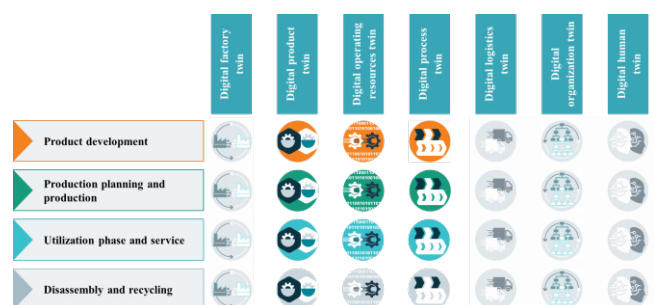 Digital factory
twin
Digital product
twin
Digital operating
resources twin
Digital process
twin
Digital logistics
twin
Digital
organization twin
Digital human
twin
Product development
Production planning and
production
Utilization phase and service
Disassembly and recycling